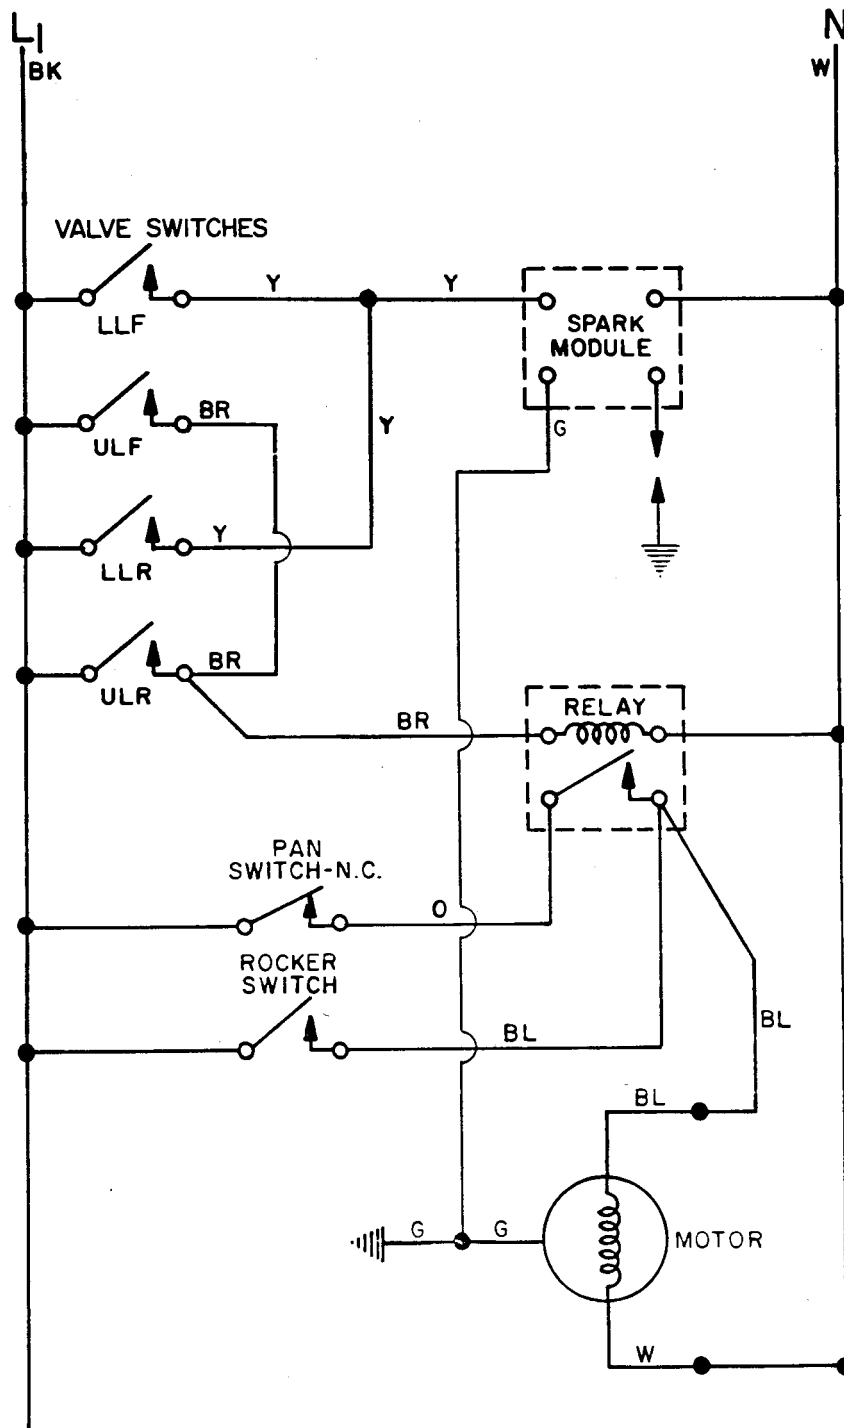 L1 N
BK W
VALVE SWITCHES
Y Y
LLF
SPARK
MODULE
BR
ULF
Y
G
Y
LLR
BR
ULR
RELAY
BR
PAN
SWITCH-N.C.
O
ROCKER
SWITCH
BL
BL
BL
G G
MOTOR
W